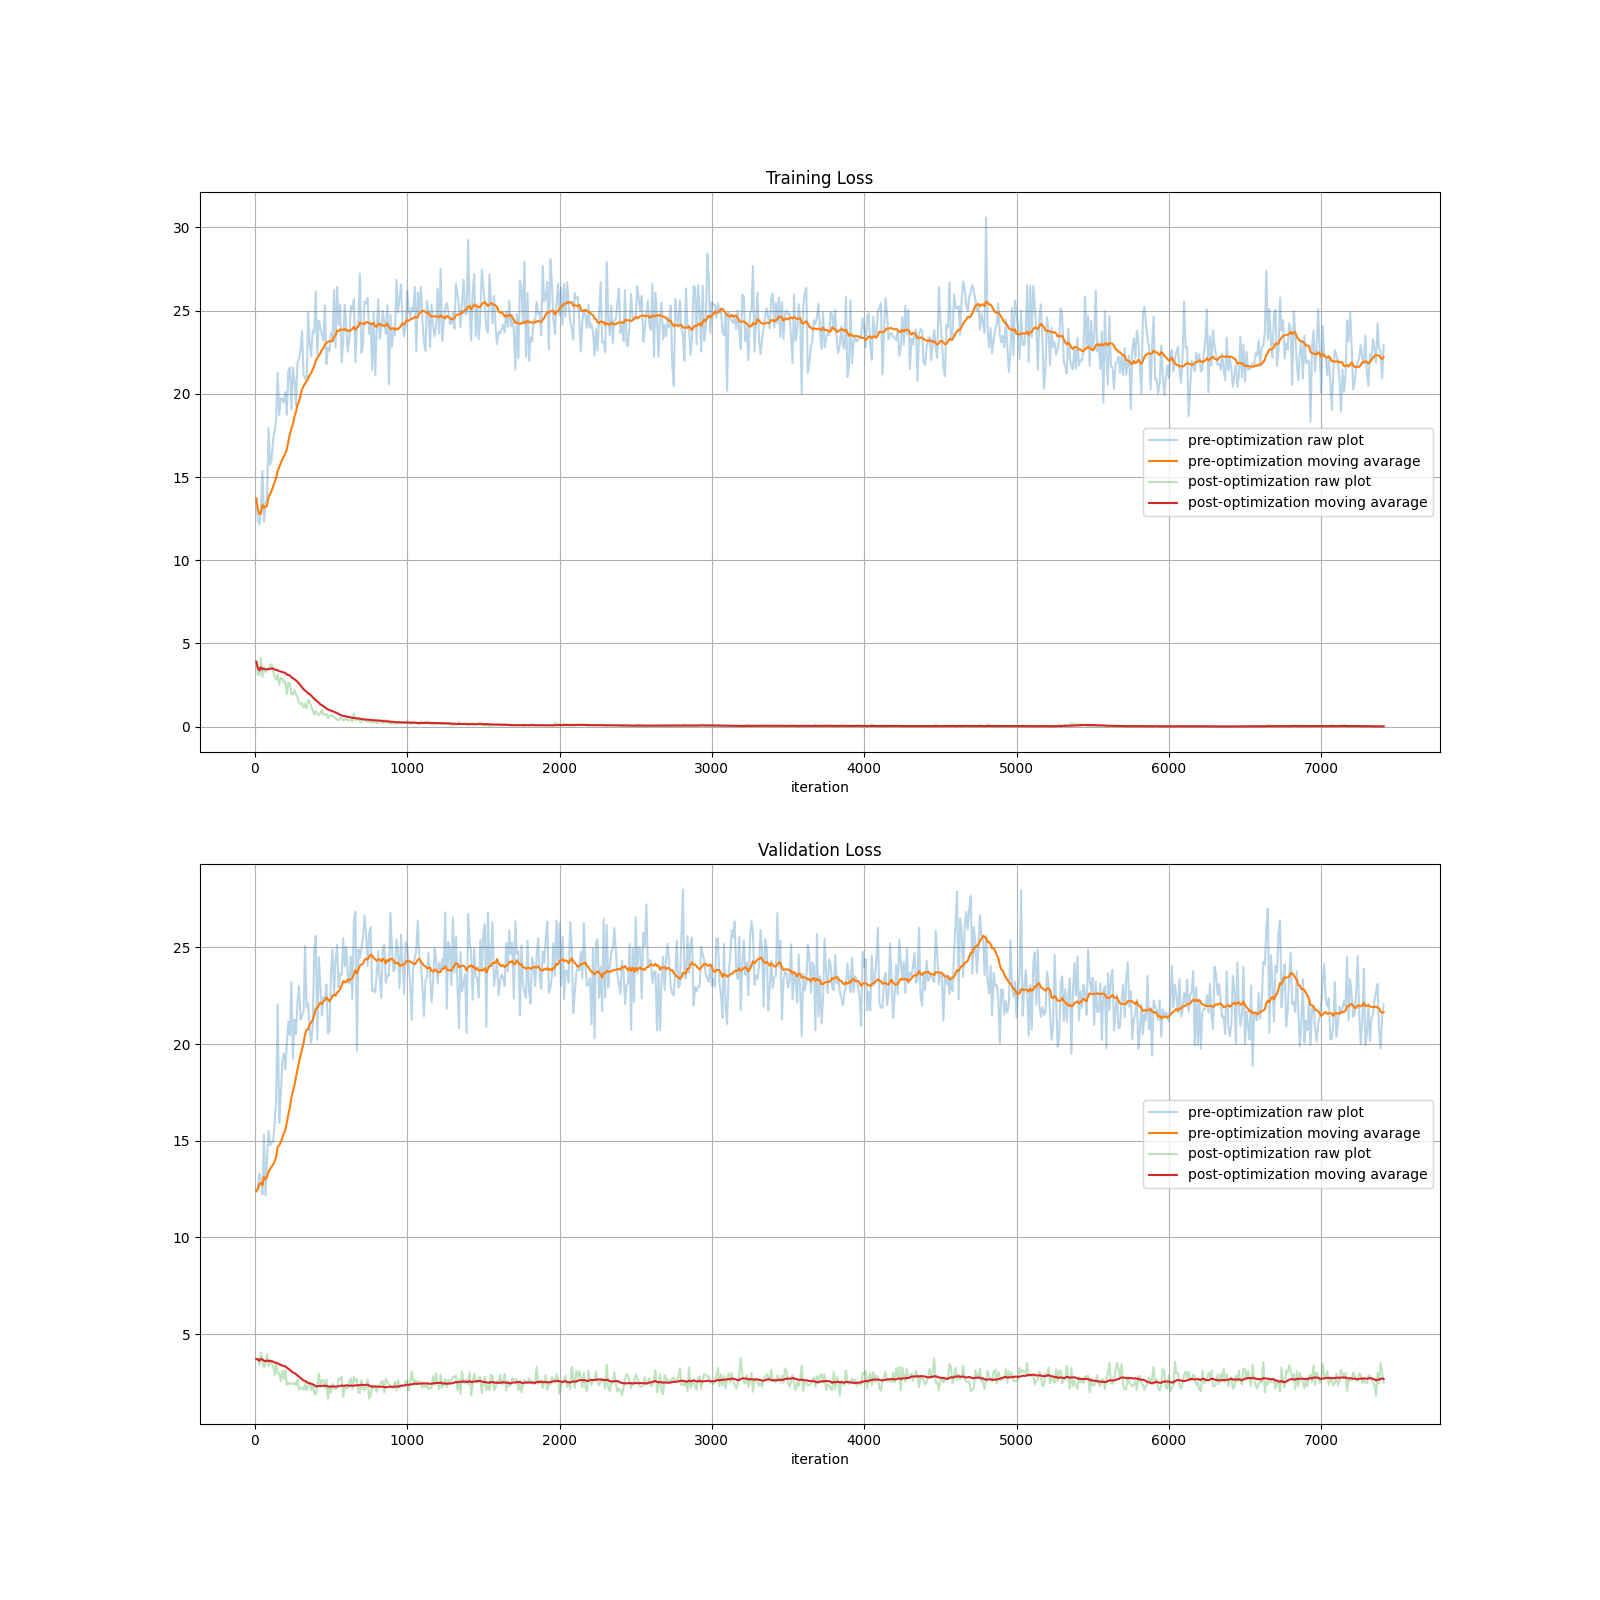 Training Loss
30
25
20
15
10
5
0
pre-optimization raw plot
pre-optimization moving avarage
post-optimization raw plot
post-optimization moving avarage
0 1000 2000 3000 4000 5000 6000 7000
iteration
Validation Loss
25
20
15
10
5
pre-optimization raw plot
pre-optimization moving avarage
post-optimization raw plot
post-optimization moving avarage
0 1000 2000 3000 4000 5000 6000 7000
iteration